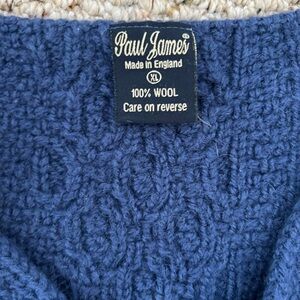 Paul James®
Made in England
XL
100% WOOL
Care on reverse